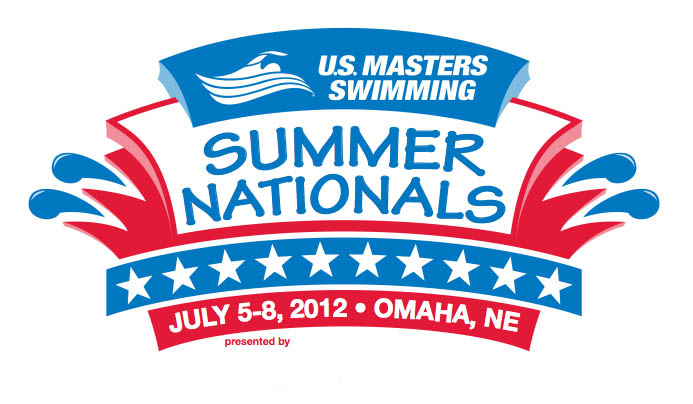 U.S. MASTERS
SWIMMING
SUMMER
NATIONALS
JULY 5-8, 2012 • OMAHA, NE
presented by